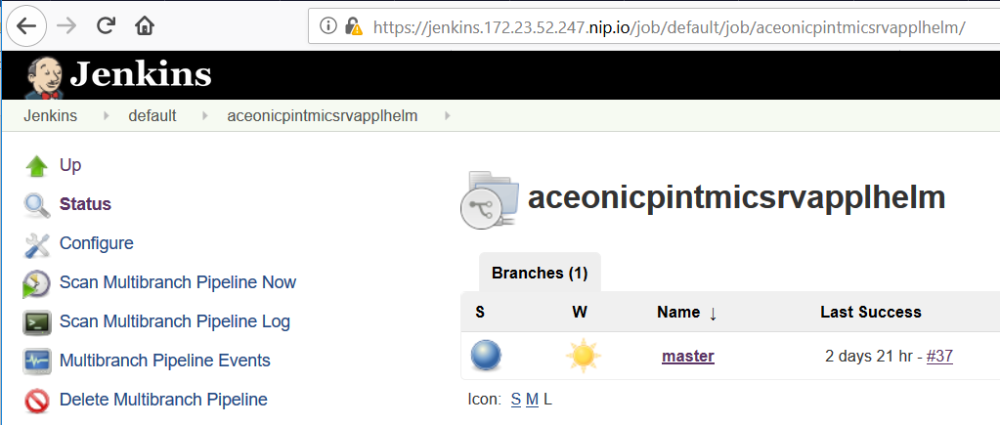 https://jenkins.172.23.52.247.nip.io/job/default/job/aceonicpintmicsrvapplhelm/
Jenkins
Jenkins default aceonicpintmicsrvapplhelm
Up
Status
Configure
Scan Multibranch Pipeline Now
Scan Multibranch Pipeline Log
Multibranch Pipeline Events
Delete Multibranch Pipeline
aceonicpintmicsrvapplhelm
Branches (1)
S W Name ↓ Last Success
master 2 days 21 hr - #37
Icon: S M L